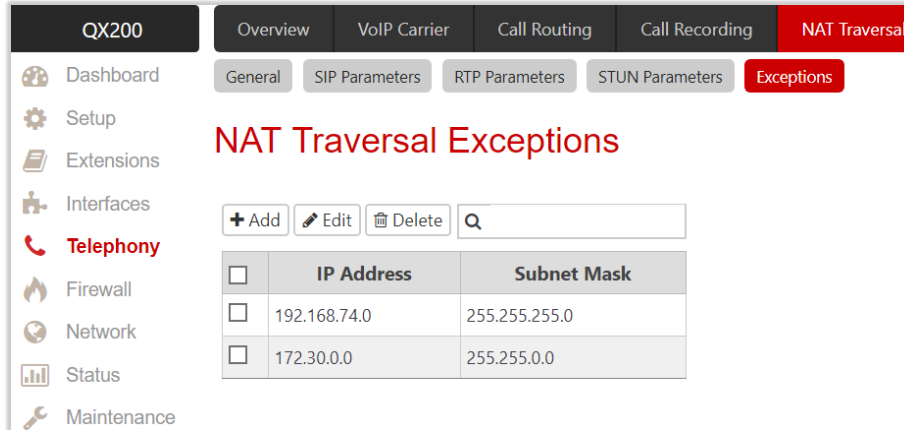 QX200
Overview VoIP Carrier Call Routing Call Recording NAT Traversal
General SIP Parameters RTP Parameters STUN Parameters Exceptions
Dashboard
Setup
Extensions
Interfaces
Telephony
Firewall
Network
Status
Maintenance
NAT Traversal Exceptions
Add Edit Delete
IP Address Subnet Mask
192.168.74.0 255.255.255.0
172.30.0.0 255.255.0.0